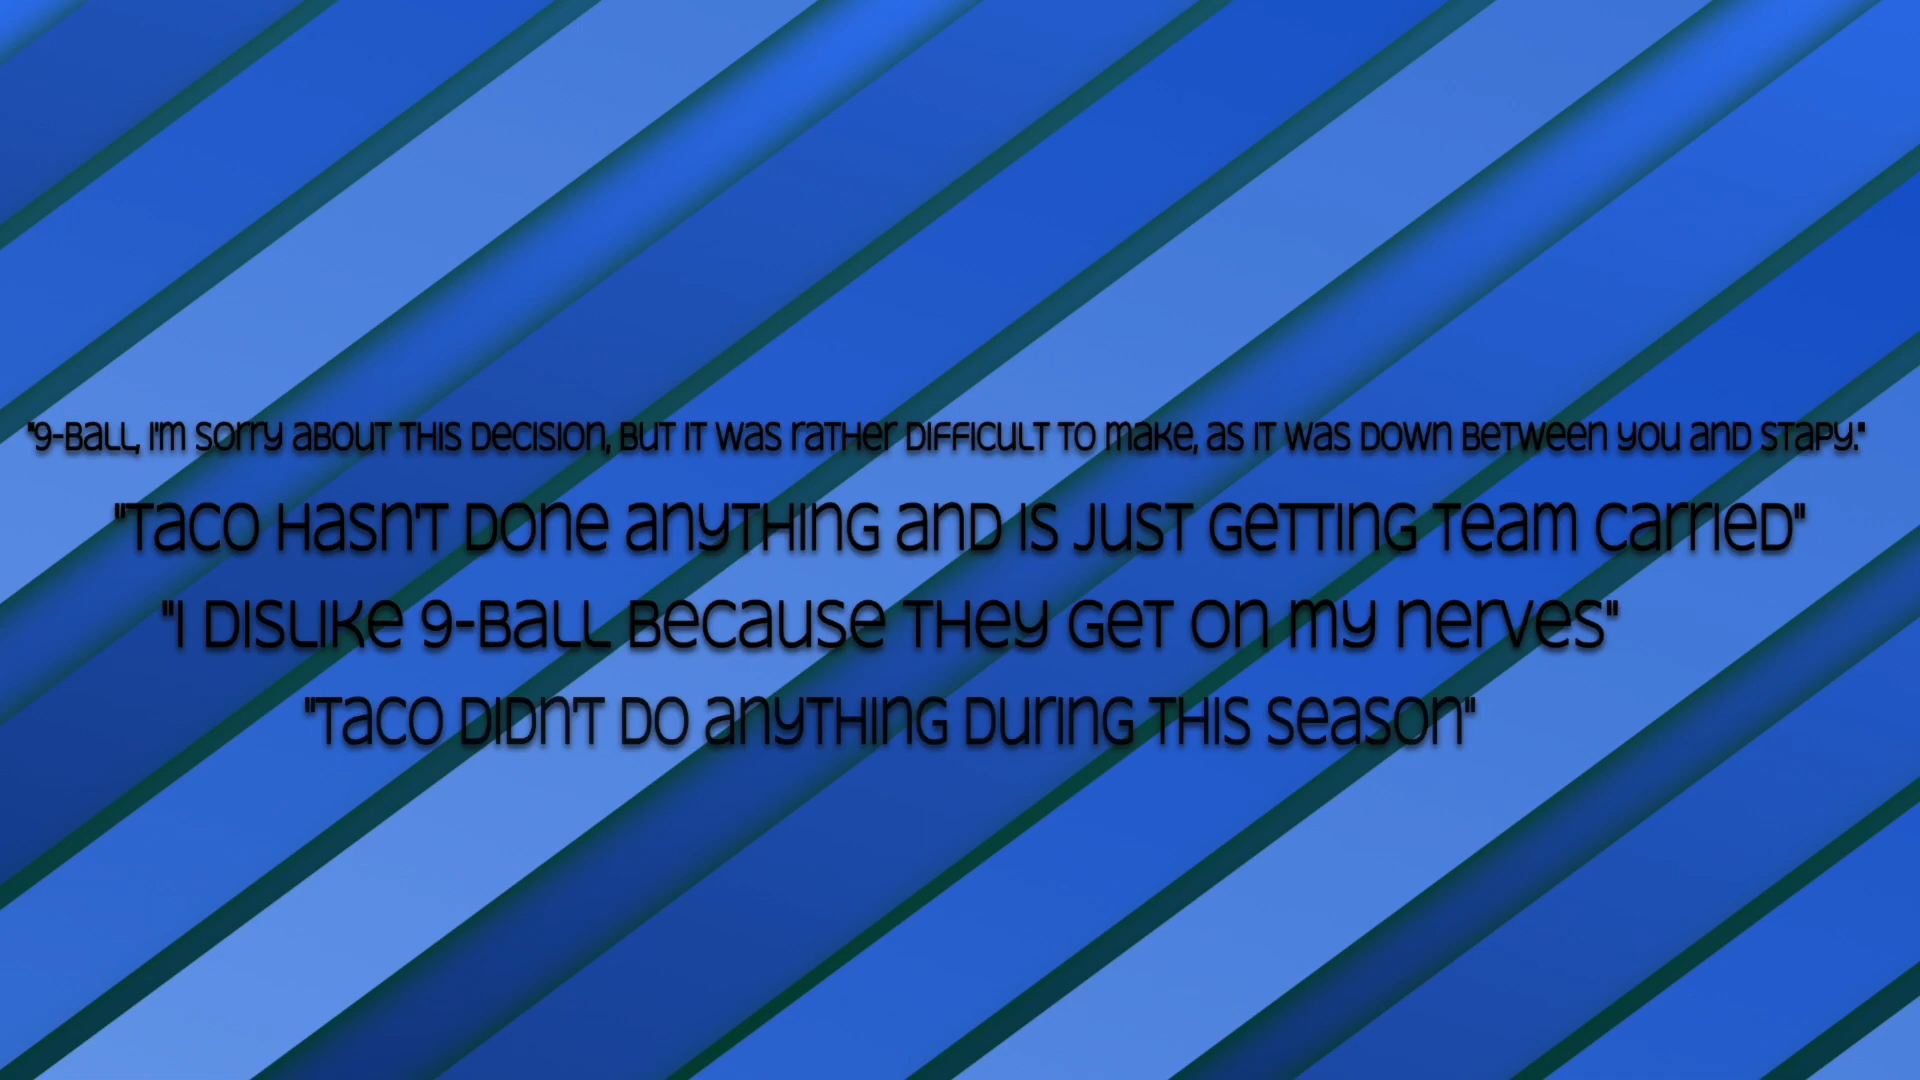 "9-Ball, I'm sorry about this decision, but it was rather difficult to make, as it was down between you and Stapy."
"Taco hasn't done anything and is just getting team carried"
"I dislike 9-Ball because they get on my nerves"
"Taco didn't do anything during this season"